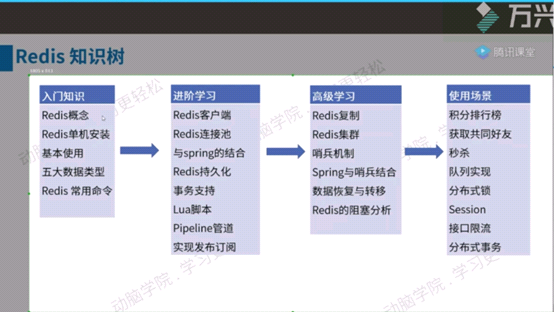 万兴
腾讯课堂
Redis 知识树
入门知识
Redis概念
Redis单机安装
基本使用
五大数据类型
Redis 常用命令
进阶学习
Redis客户端
Redis连接池
与spring的结合
Redis持久化
事务支持
Lua脚本
Pipeline管道
实现发布订阅
高级学习
Redis复制
Redis集群
哨兵机制
Spring与哨兵结合
数据恢复与转移
Redis的阻塞分析
使用场景
积分排行榜
获取共同好友
秒杀
队列实现
分布式锁
Session
接口限流
分布式事务
动脑学院 . 学习更轻松
动脑学院 . 学习更轻松